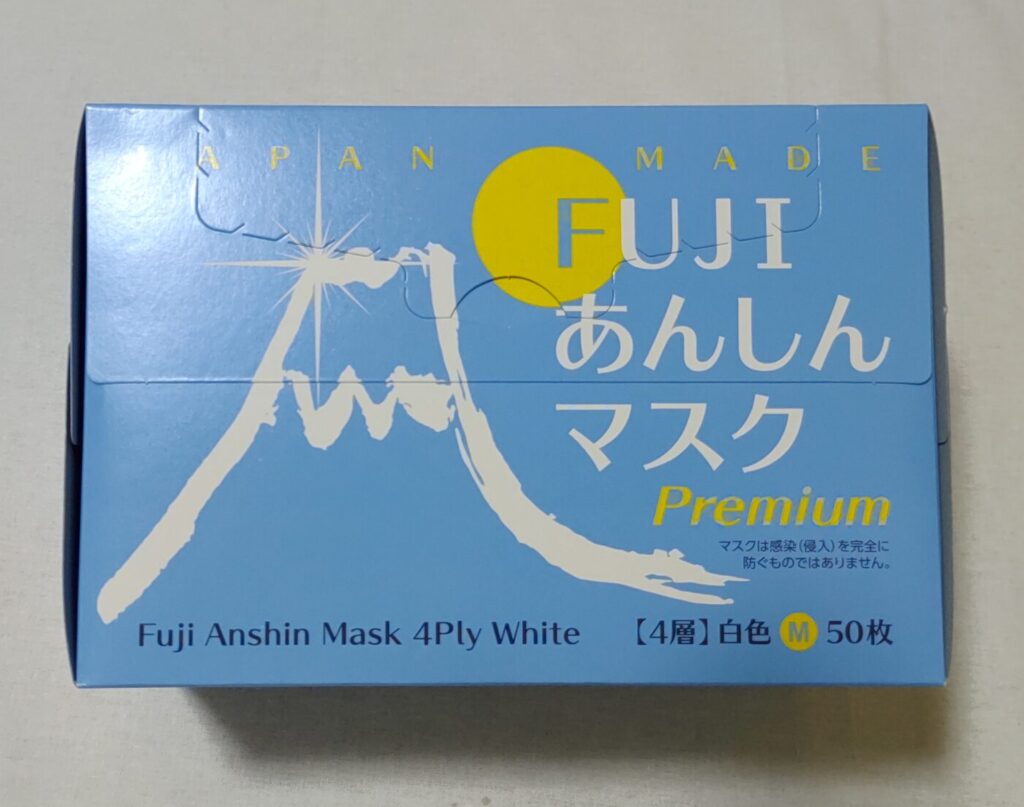 JAPAN MADE
FUJI
あんしん
マスク
Premium
マスクは感染(侵入)を完全に
防ぐものではありません。
Fuji Anshin Mask 4Ply White 【4層】白色 M 50枚